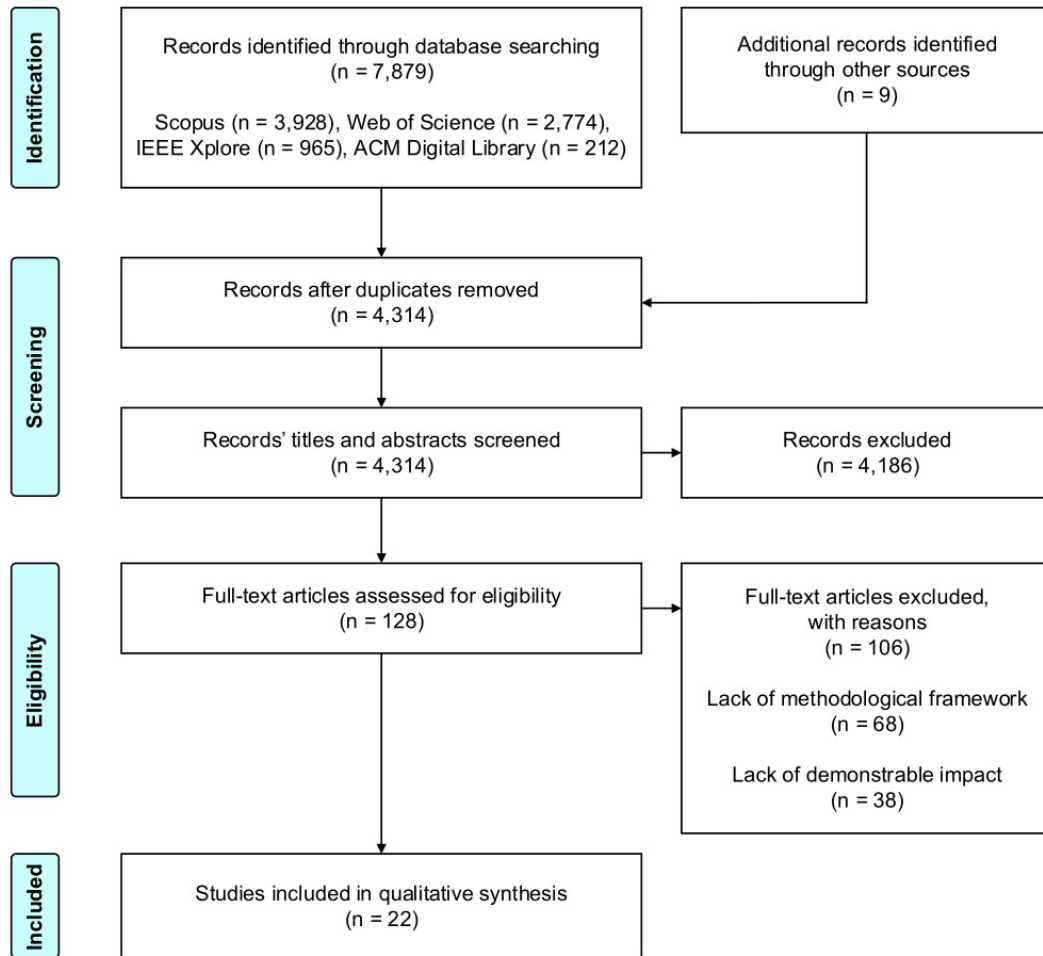 Identification
Records identified through database searching
(n = 7,879)
Scopus (n = 3,928), Web of Science (n = 2,774),
IEEE Xplore (n = 965), ACM Digital Library (n = 212)
Additional records identified
through other sources
(n = 9)
Screening
Records after duplicates removed
(n = 4,314)
Records’ titles and abstracts screened
(n = 4,314)
Records excluded
(n = 4,186)
Eligibility
Full-text articles assessed for eligibility
(n = 128)
Full-text articles excluded,
with reasons
(n = 106)
Lack of methodological framework
(n = 68)
Lack of demonstrable impact
(n = 38)
Included
Studies included in qualitative synthesis
(n = 22)